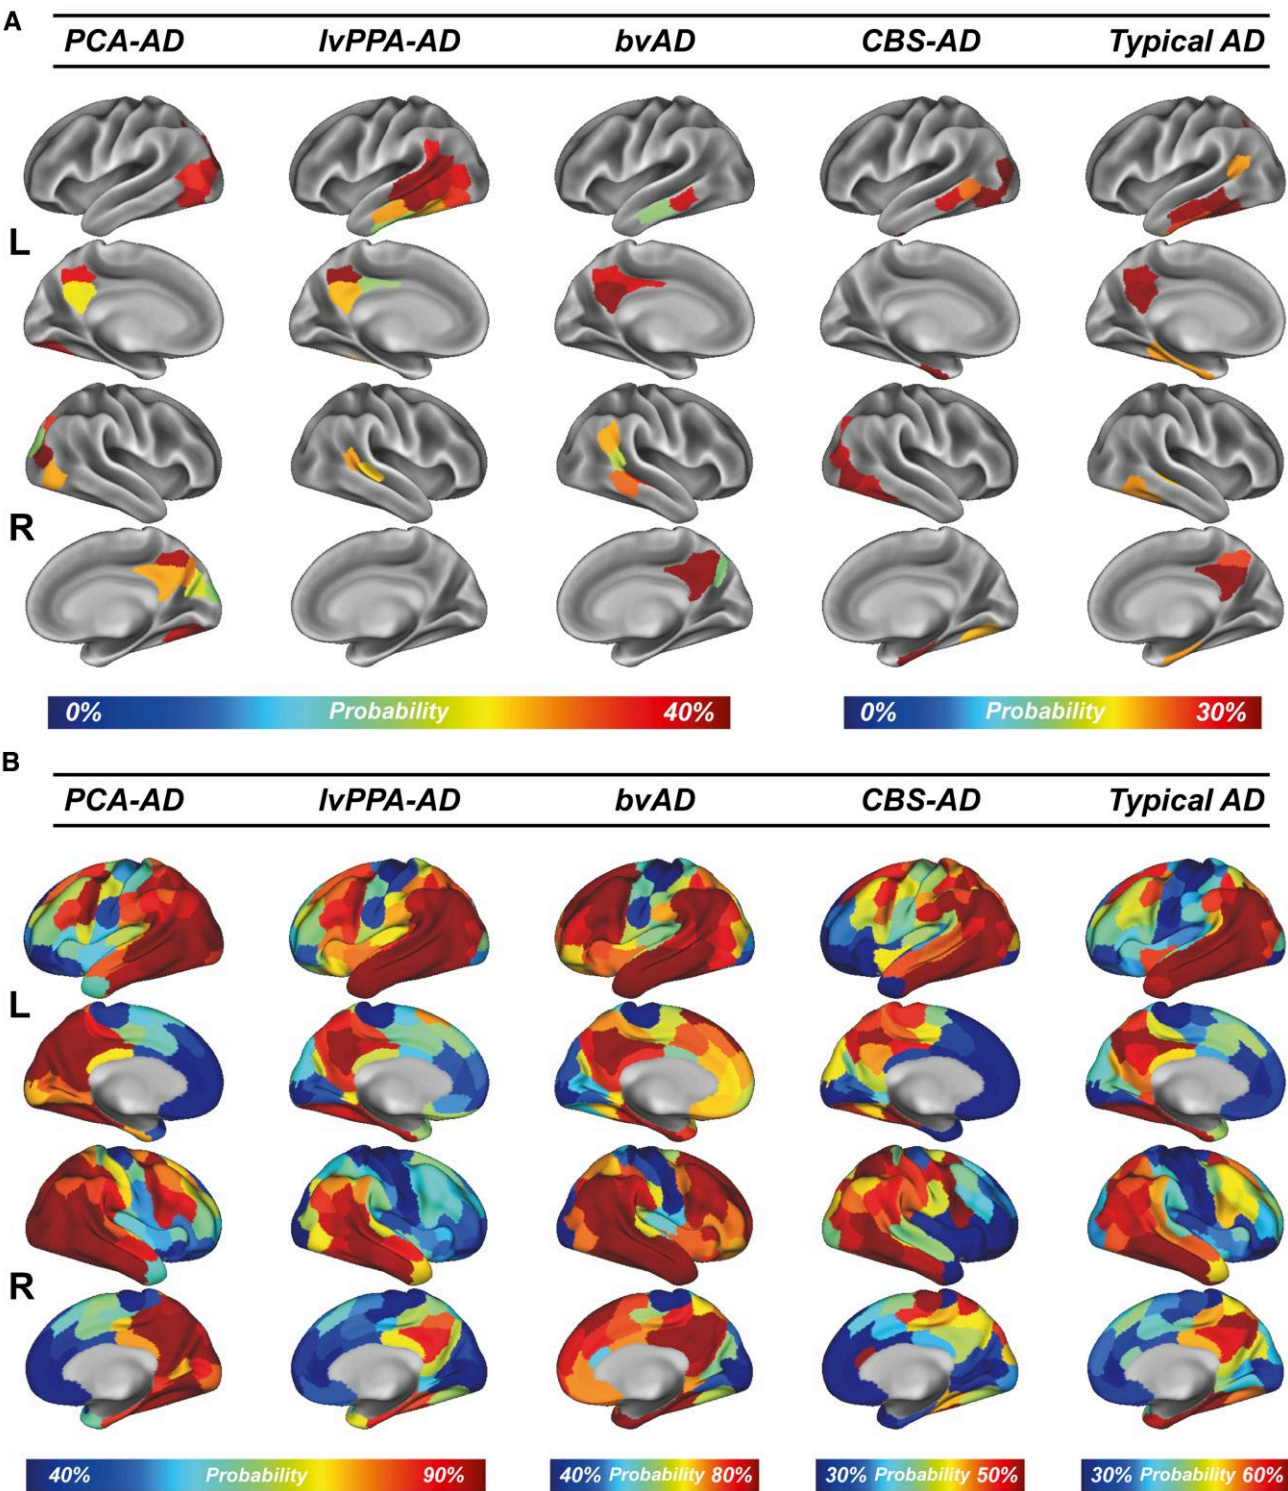 A
PCA-AD lvPPA-AD bvAD CBS-AD Typical AD
L
R
0% Probability 40% 0% Probability 30%
B
PCA-AD lvPPA-AD bvAD CBS-AD Typical AD
L
R
40% Probability 90% 40% Probability 80% 30% Probability 50% 30% Probability 60%